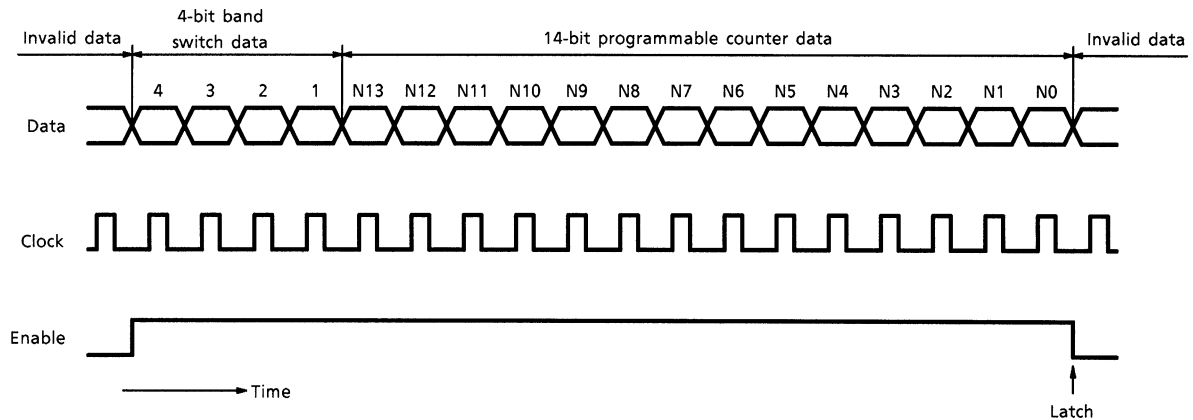 4-bit band
switch data
Invalid data
14-bit programmable counter data
Invalid data
4 3 2 1 N13 N12 N11 N10 N9 N8 N7 N6 N5 N4 N3 N2 N1 N0
Data
Clock
Enable
Time
Latch